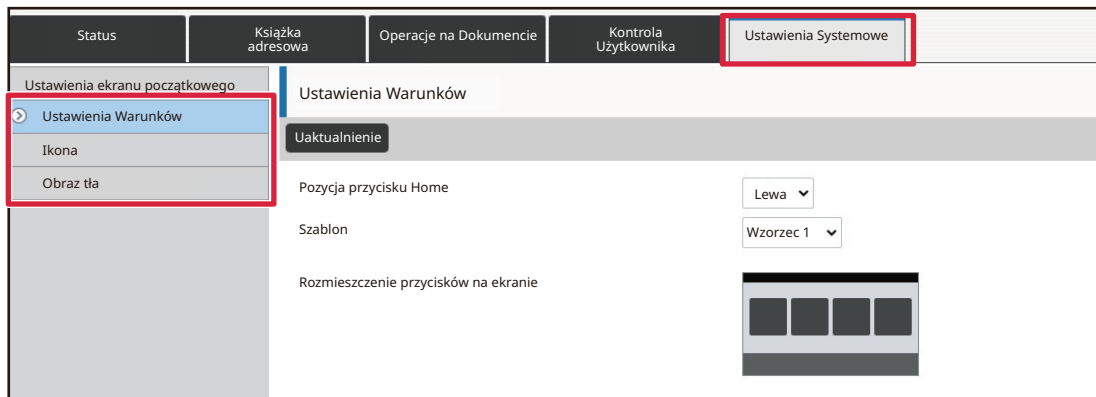 Status
Książka
adresowa
Operacje na Dokumencie
Kontrola
Użytkownika
Ustawienia Systemowe
Ustawienia ekranu początkowego
Ustawienia Warunków
Ikona
Obraz tła
Ustawienia Warunków
Uaktualnienie
Pozycja przycisku Home
Lewa
Szablon
Wzorzec 1
Rozmieszczenie przycisków na ekranie